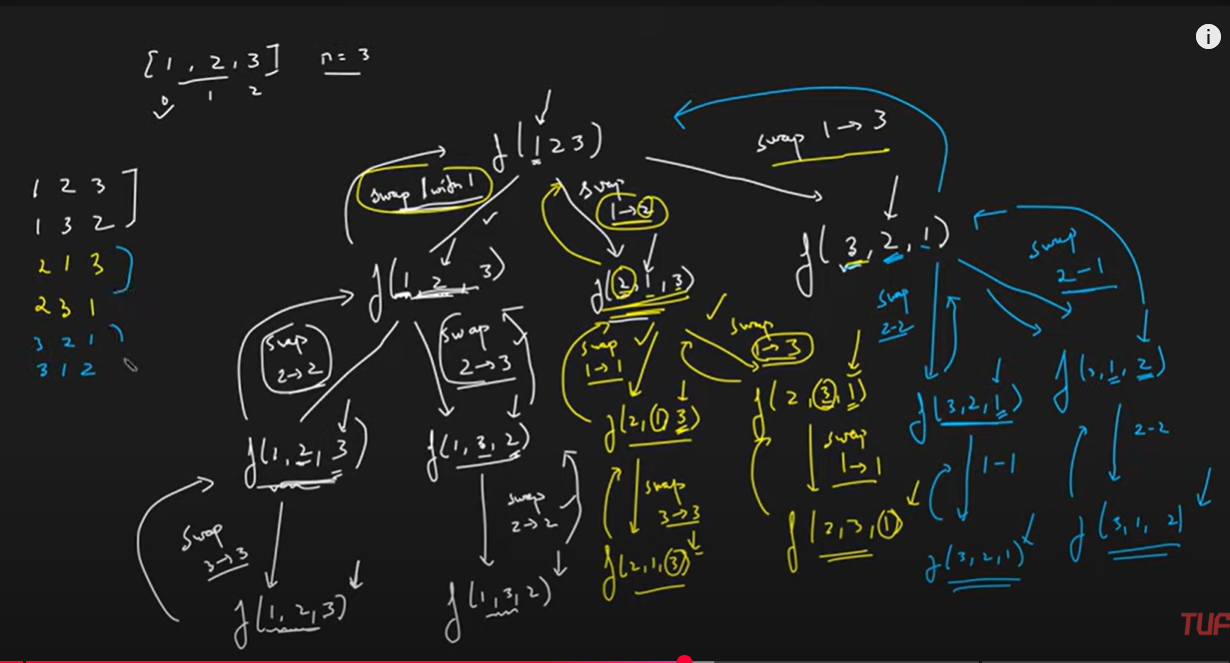 [1, 2, 3] n = 3
0 1 2
f(1 2 3)
swap 1 → 3
swap 1 with 1
swap
1 → 2
1 2 3
1 3 2
2 1 3
2 3 1
3 2 1
3 1 2
f(1, 2, 3)
f(2, 1, 3)
f(3, 2, 1)
swap
2 - 1
swap
2 → 2
swap
2 → 3
swap
1 → 1
swap
1 → 3
swap
2-2
f(1, 2, 3)
f(1, 3, 2)
f(2, 1, 3)
f(2, 3, 1)
f(3, 2, 1)
f(3, 1, 2)
swap
3 → 3
swap
2 → 2
swap
3 → 3
swap
1 → 1
1-1
2-2
f(1, 2, 3)
f(1, 3, 2)
f(2, 1, 3)
f(2, 3, 1)
f(3, 2, 1)
f(3, 1, 2)
TUF
i